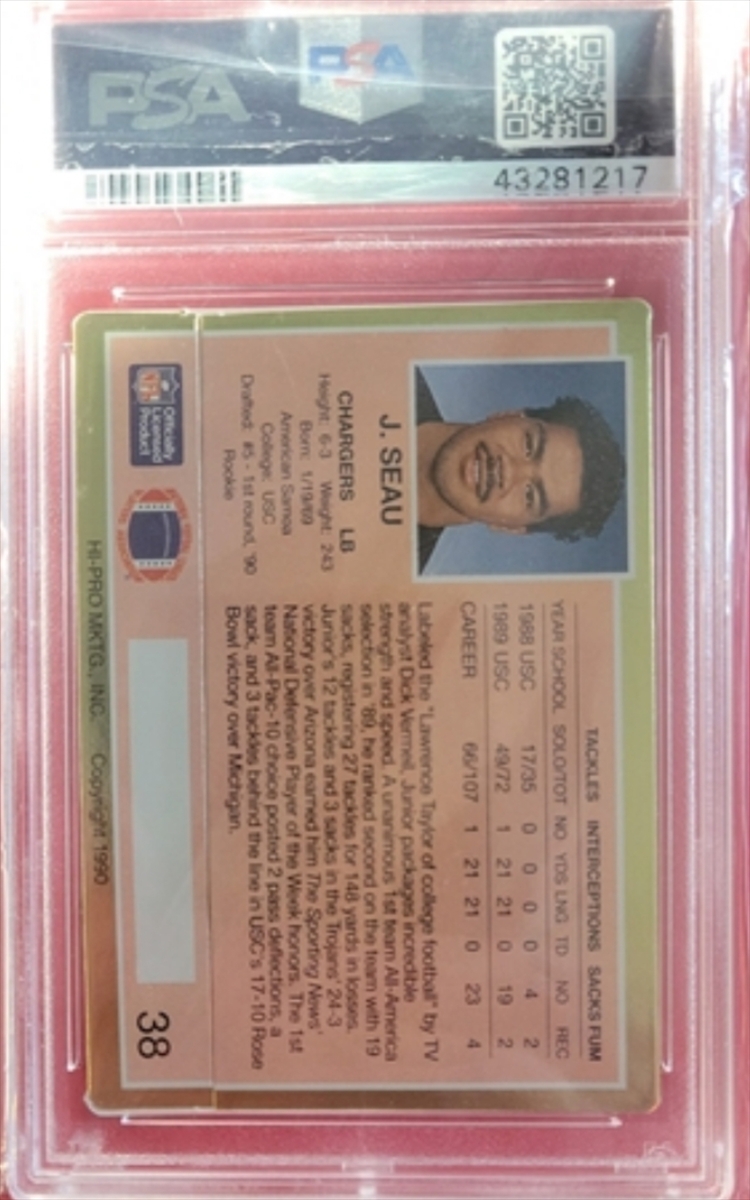 PSA
PSA
43281217
J. SEAU
CHARGERS LB
Height: 6-3 Weight: 243
Born: 1/19/69
American Samoa
College: USC
Drafted: #5 - 1st round, '90
Rookie
TACKLES INTERCEPTIONS SACKS FUM
YEAR SCHOOL SOLO/TOT NO YDS LNG TD NO REC
1988 USC 17/35 0 0 0 0 4 2
1989 USC 49/72 1 21 21 0 19 2
CAREER 66/107 1 21 21 0 23 4
Labeled the "Lawrence Taylor of college football" by TV
analyst Dick Vermeil, Junior packages incredible
strength and speed. A unanimous 1st team All-America
selection in '89, he ranked second on the team with 19
sacks, registering 27 tackles for 148 yards in losses.
Junior's 12 tackles and 3 sacks in the Trojans' 24-3
victory over Arizona earned him The Sporting News'
National Defensive Player of the Week honors. The 1st
team All-Pac-10 choice posted 2 pass deflections, a
sack, and 3 tackles behind the line in USC's 17-10 Rose
Bowl victory over Michigan.
NFL
Officially
Licensed
Product
38
HI-PRO MKTG., INC. Copyright 1990